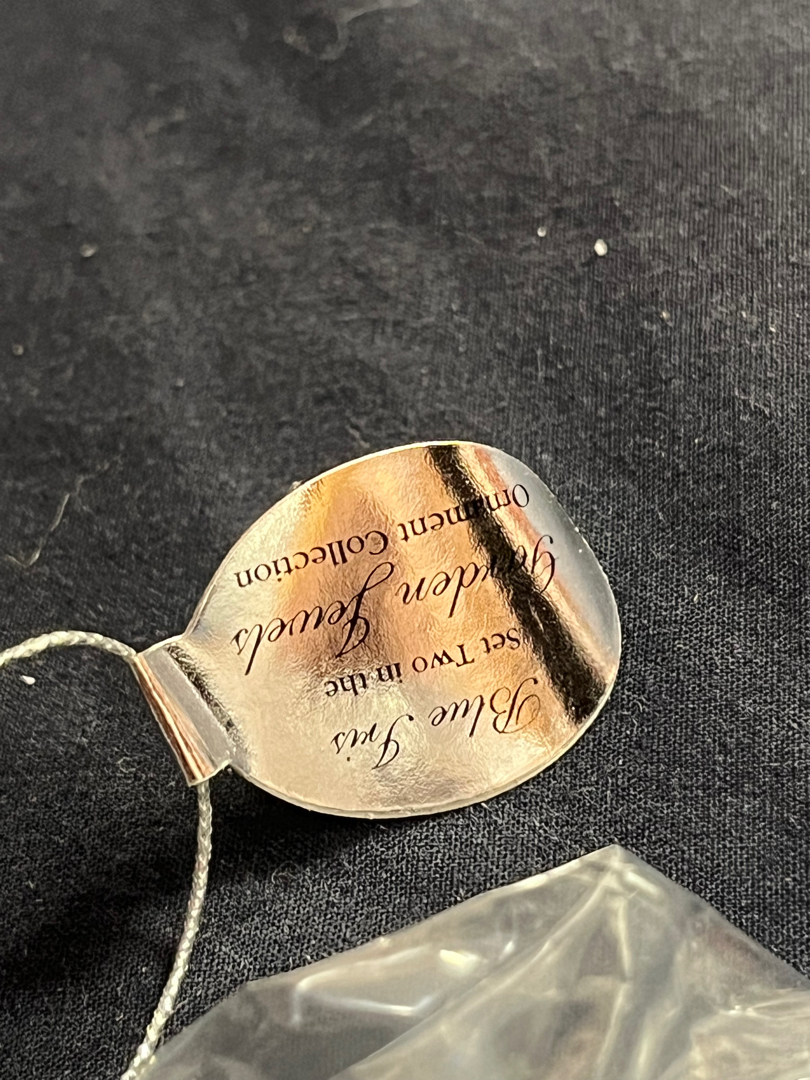 Blue Iris
Set Two in the
Garden Jewels
Ornament Collection